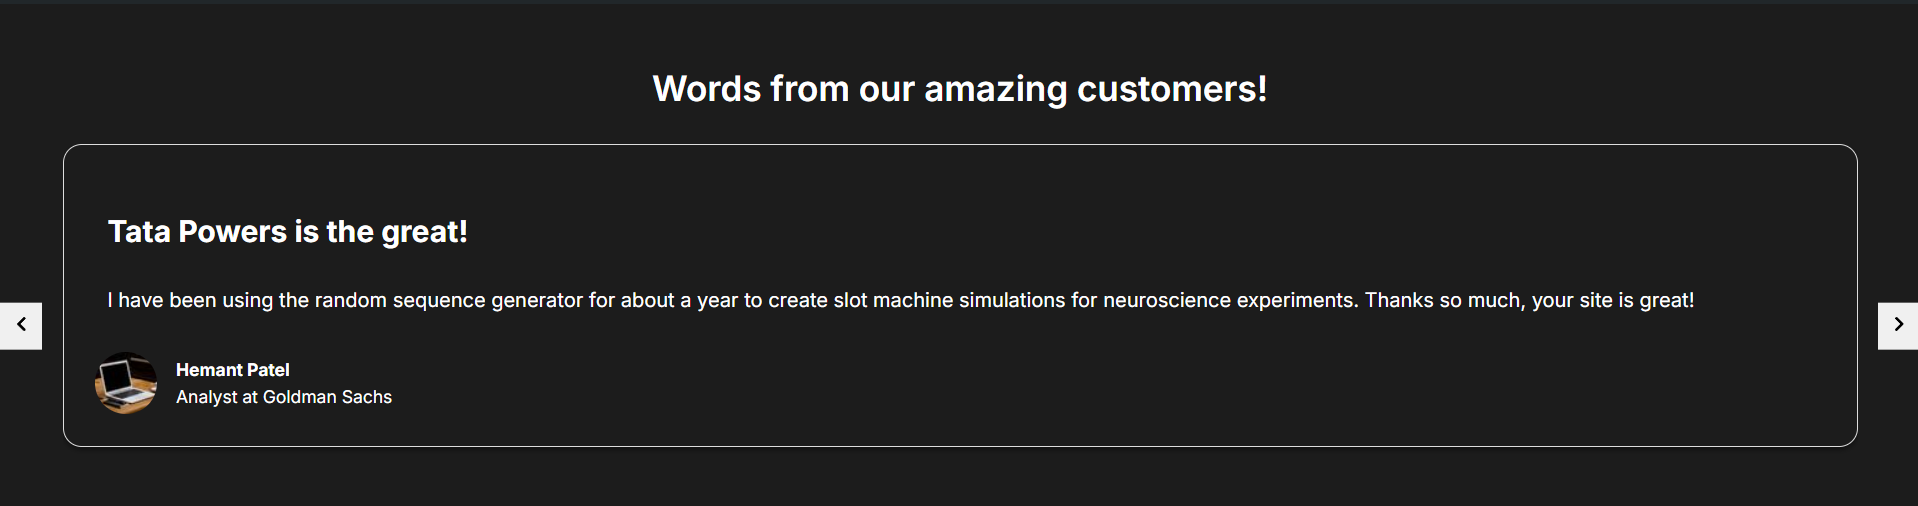 Words from our amazing customers!
Tata Powers is the great!
I have been using the random sequence generator for about a year to create slot machine simulations for neuroscience experiments. Thanks so much, your site is great!
Hemant Patel
Analyst at Goldman Sachs